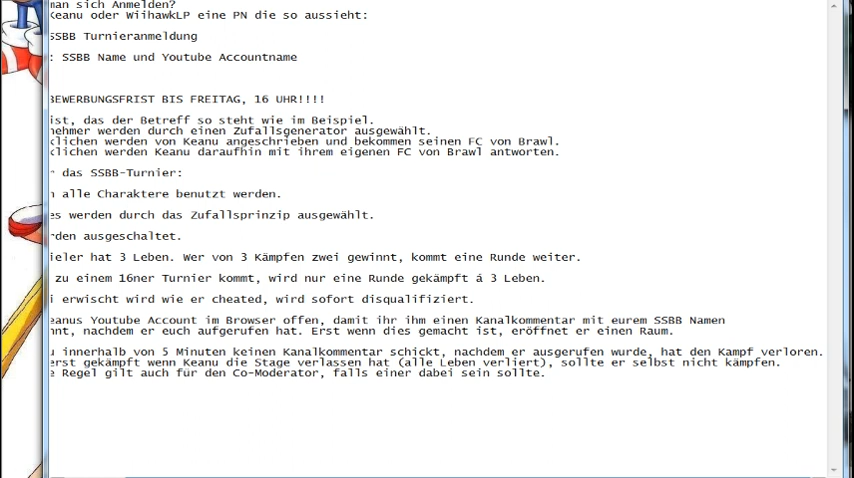 man sich Anmelden?
Keanu oder WiihawkLP eine PN die so aussieht:
SSBB Turnieranmeldung
: SSBB Name und Youtube Accountname
BEWERBUNGSFRIST BIS FREITAG, 16 UHR!!!!
ist, das der Betreff so steht wie im Beispiel.
nehmer werden durch einen Zufallsgenerator ausgewählt.
klichen werden von Keanu angeschrieben und bekommen seinen FC von Brawl.
klichen werden Keanu daraufhin mit ihrem eigenen FC von Brawl antworten.
das SSBB-Turnier:
alle Charaktere benutzt werden.
es werden durch das Zufallsprinzip ausgewählt.
rden ausgeschaltet.
ieler hat 3 Leben. Wer von 3 Kämpfen zwei gewinnt, kommt eine Runde weiter.
zu einem 16ner Turnier kommt, wird nur eine Runde gekämpft á 3 Leben.
i erwischt wird wie er cheated, wird sofort disqualifiziert.
eanus Youtube Account im Browser offen, damit ihr ihm einen Kanalkommentar mit eurem SSBB Namen
nnt, nachdem er euch aufgerufen hat. Erst wenn dies gemacht ist, eröffnet er einen Raum.
u innerhalb von 5 Minuten keinen Kanalkommentar schickt, nachdem er ausgerufen wurde, hat den Kampf verloren.
erst gekämpft wenn Keanu die Stage verlassen hat (alle Leben verliert), sollte er selbst nicht kämpfen.
e Regel gilt auch für den Co-Moderator, falls einer dabei sein sollte.